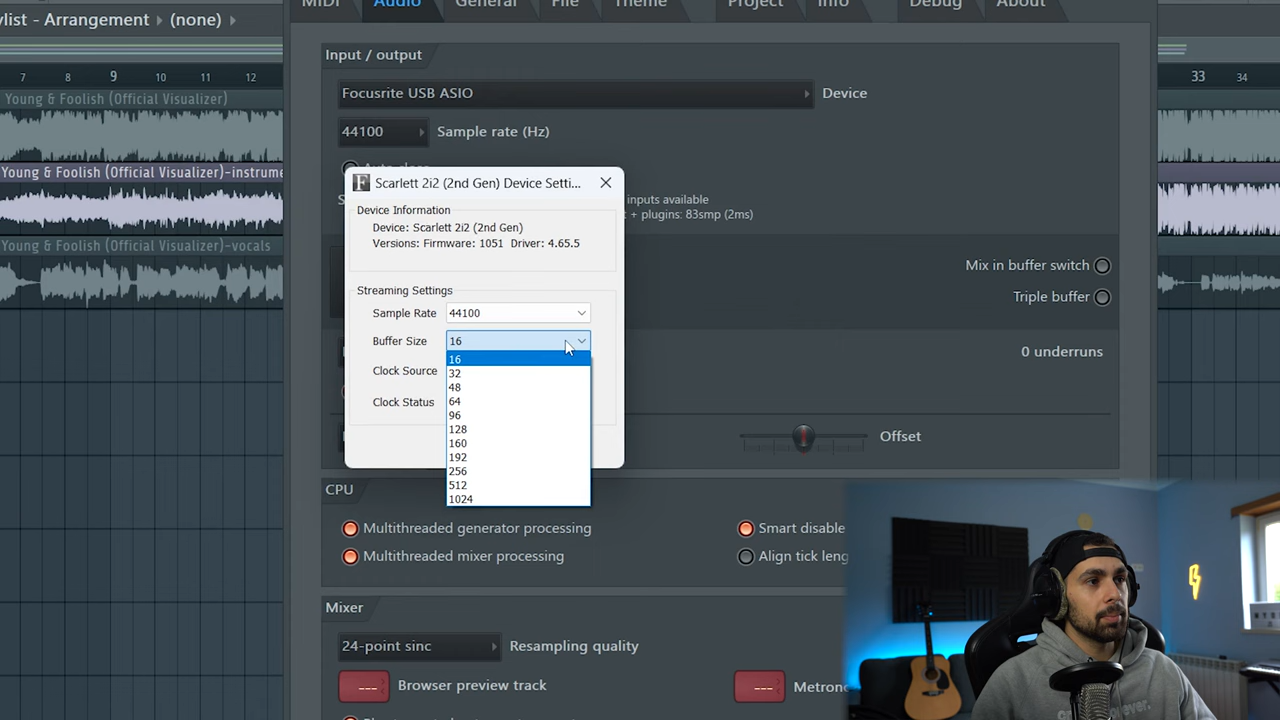 MIDI Audio General File Theme Project Info Debug About
ylist - Arrangement (none)
Input / output
7 8 9 10 11 12
33 34
Focusrite USB ASIO Device
Young & Foolish (Official Visualizer)
44100 Sample rate (Hz)
Auto close
Young & Foolish (Official Visualizer)-instrume
Scarlett 2i2 (2nd Gen) Device Setti...
inputs available
+ plugins: 83smp (2ms)
Device Information
Device: Scarlett 2i2 (2nd Gen)
Versions: Firmware: 1051 Driver: 4.65.5
Young & Foolish (Official Visualizer)-vocals
Mix in buffer switch
Triple buffer
Streaming Settings
Sample Rate 44100
Buffer Size 16
16
32
48
64
96
128
160
192
256
512
1024
Clock Source
Clock Status
0 underruns
Offset
CPU
Multithreaded generator processing
Smart disable
Multithreaded mixer processing
Align tick leng
Mixer
24-point sinc Resampling quality
--- Browser preview track
--- Metrono